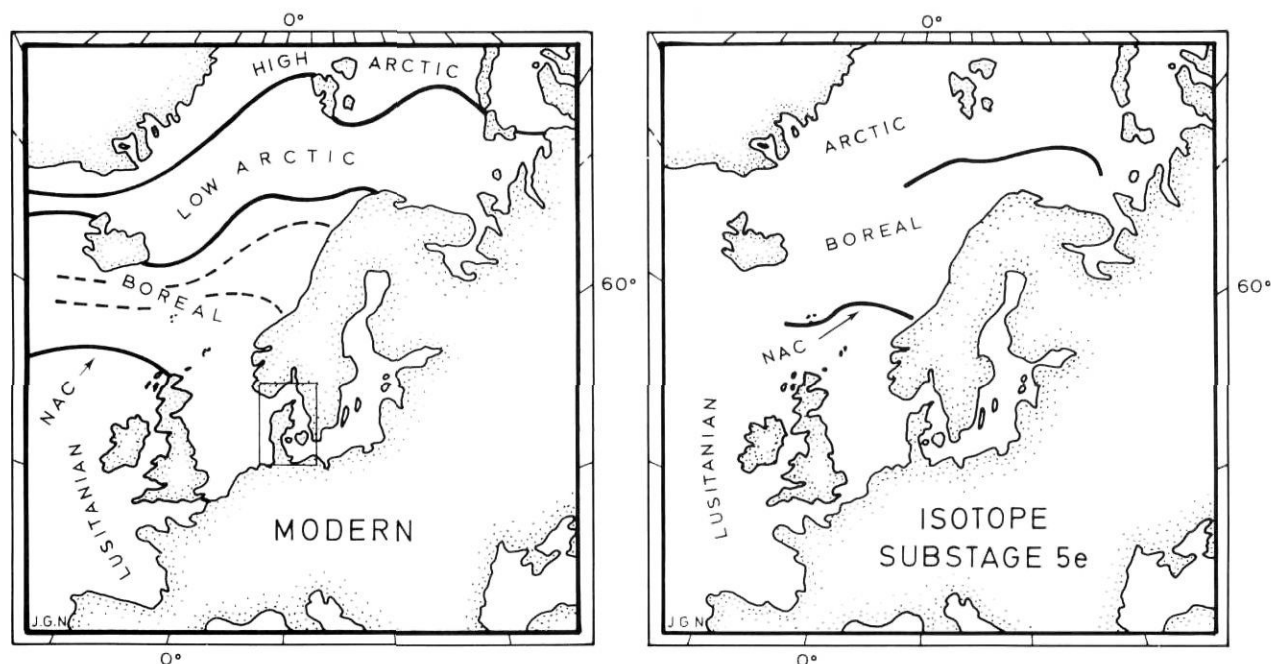 0°
HIGH ARCTIC
LOW ARCTIC
BOREAL
60°
NAC
LUSITANIAN
MODERN
J.G.N
0°
0°
ARCTIC
BOREAL
60°
NAC
LUSITANIAN
ISOTOPE
SUBSTAGE 5e
J.G.N
0°